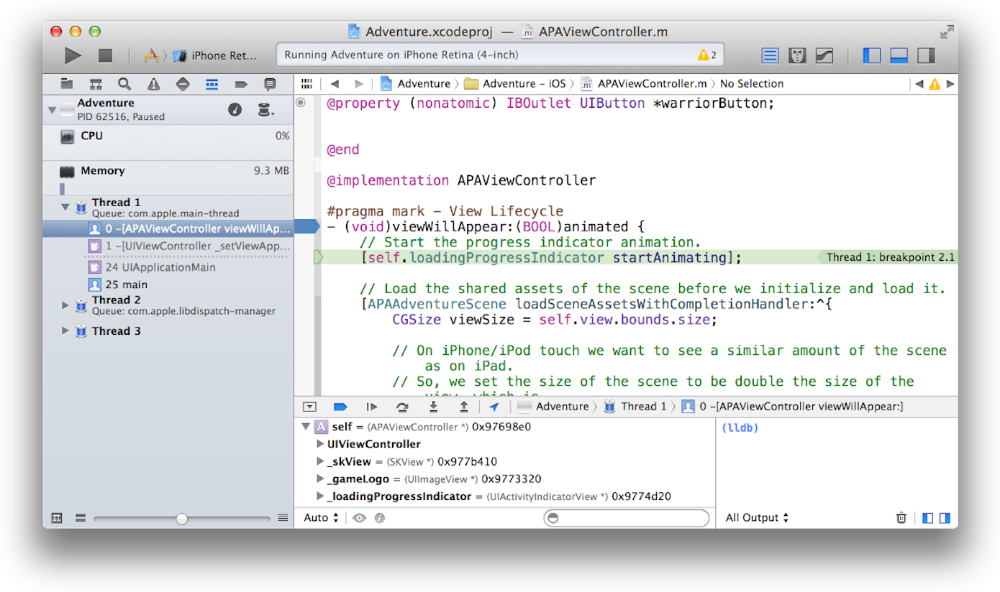 Adventure.xcodeproj — APAViewController.m
iPhone Ret...
Running Adventure on iPhone Retina (4-inch)
2
Adventure
PID 62516, Paused
CPU
0%
Memory
9.3 MB
Thread 1
Queue: com.apple.main-thread
0 -[APAViewController viewWillAp...
1 -[UIViewController _setViewApp...
24 UIApplicationMain
25 main
Thread 2
Queue: com.apple.libdispatch-manager
Thread 3
Adventure
Adventure - iOS
APAViewController.m
No Selection
@property (nonatomic) IBOutlet UIButton *warriorButton;
@end
@implementation APAViewController
#pragma mark - View Lifecycle
- (void)viewWillAppear:(BOOL)animated {
// Start the progress indicator animation.
[self.loadingProgressIndicator startAnimating];
Thread 1: breakpoint 2.1
// Load the shared assets of the scene before we initialize and load it.
[APAAdventureScene loadSceneAssetsWithCompletionHandler:^{
CGSize viewSize = self.view.bounds.size;
// On iPhone/iPod touch we want to see a similar amount of the scene
as on iPad.
// So, we set the size of the scene to be double the size of the
view, which is
Adventure
Thread 1
0 -[APAViewController viewWillAppear:]
A self = (APAViewController *) 0x97698e0
UIViewController
_skView = (SKView *) 0x977b410
_gameLogo = (UIImageView *) 0x9773320
_loadingProgressIndicator = (UIActivityIndicatorView *) 0x9774d20
Auto
(lldb)
All Output